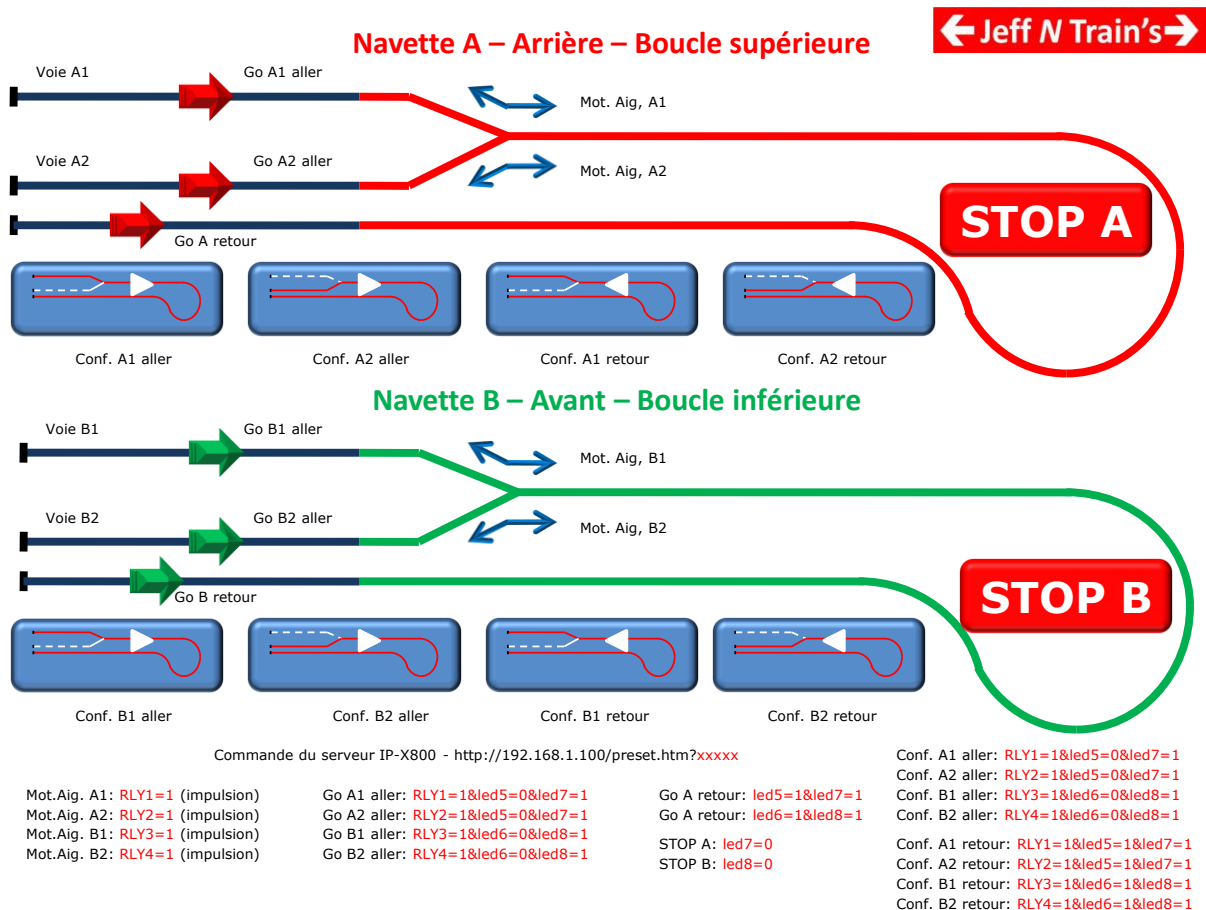 Navette A – Arrière – Boucle supérieure
Jeff N Train's
Voie A1
Go A1 aller
Mot. Aig, A1
Voie A2
Go A2 aller
Mot. Aig, A2
STOP A
Go A retour
Conf. A1 aller
Conf. A2 aller
Conf. A1 retour
Conf. A2 retour
Navette B – Avant – Boucle inférieure
Voie B1
Go B1 aller
Mot. Aig, B1
Voie B2
Go B2 aller
Mot. Aig, B2
STOP B
Go B retour
Conf. B1 aller
Conf. B2 aller
Conf. B1 retour
Conf. B2 retour
Commande du serveur IP-X800 - http://192.168.1.100/preset.htm?xxxxx
Mot.Aig. A1: RLY1=1 (impulsion)
Mot.Aig. A2: RLY2=1 (impulsion)
Mot.Aig. B1: RLY3=1 (impulsion)
Mot.Aig. B2: RLY4=1 (impulsion)
Go A1 aller: RLY1=1&led5=0&led7=1
Go A2 aller: RLY2=1&led5=0&led7=1
Go B1 aller: RLY3=1&led6=0&led8=1
Go B2 aller: RLY4=1&led6=0&led8=1
Go A retour: led5=1&led7=1
Go A retour: led6=1&led8=1
STOP A: led7=0
STOP B: led8=0
Conf. A1 aller: RLY1=1&led5=0&led7=1
Conf. A2 aller: RLY2=1&led5=0&led7=1
Conf. B1 aller: RLY3=1&led6=0&led8=1
Conf. B2 aller: RLY4=1&led6=0&led8=1
Conf. A1 retour: RLY1=1&led5=1&led7=1
Conf. A2 retour: RLY2=1&led5=1&led7=1
Conf. B1 retour: RLY3=1&led6=1&led8=1
Conf. B2 retour: RLY4=1&led6=1&led8=1